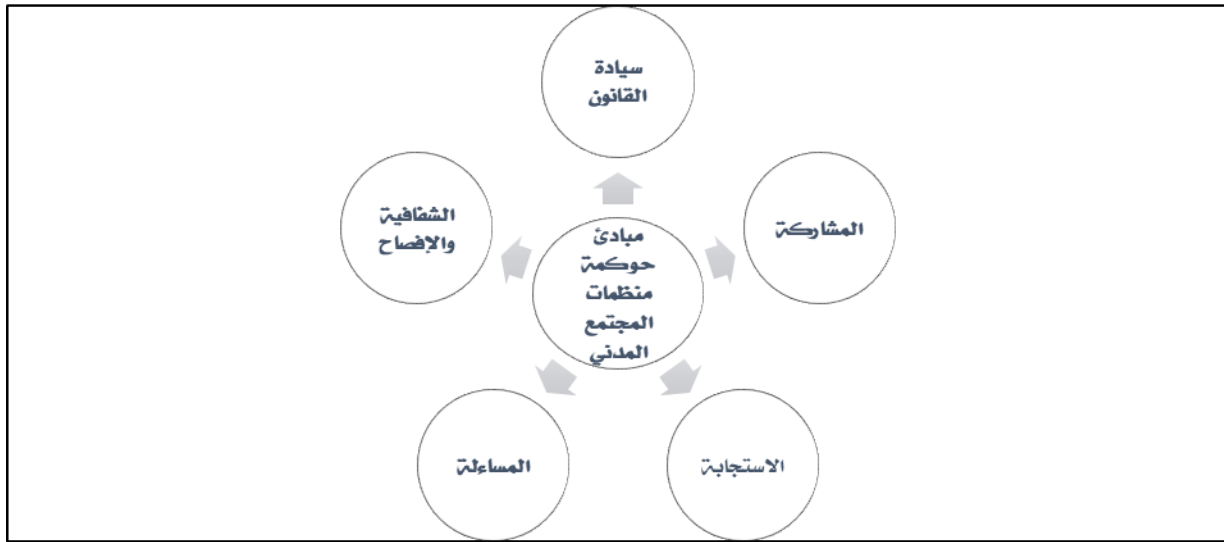 سيادة
القانون
الشفافية
والإفصاح
المشاركة
مبادئ
حوكمة
منظمات
المجتمع
المدني
المساءلة
الاستجابة